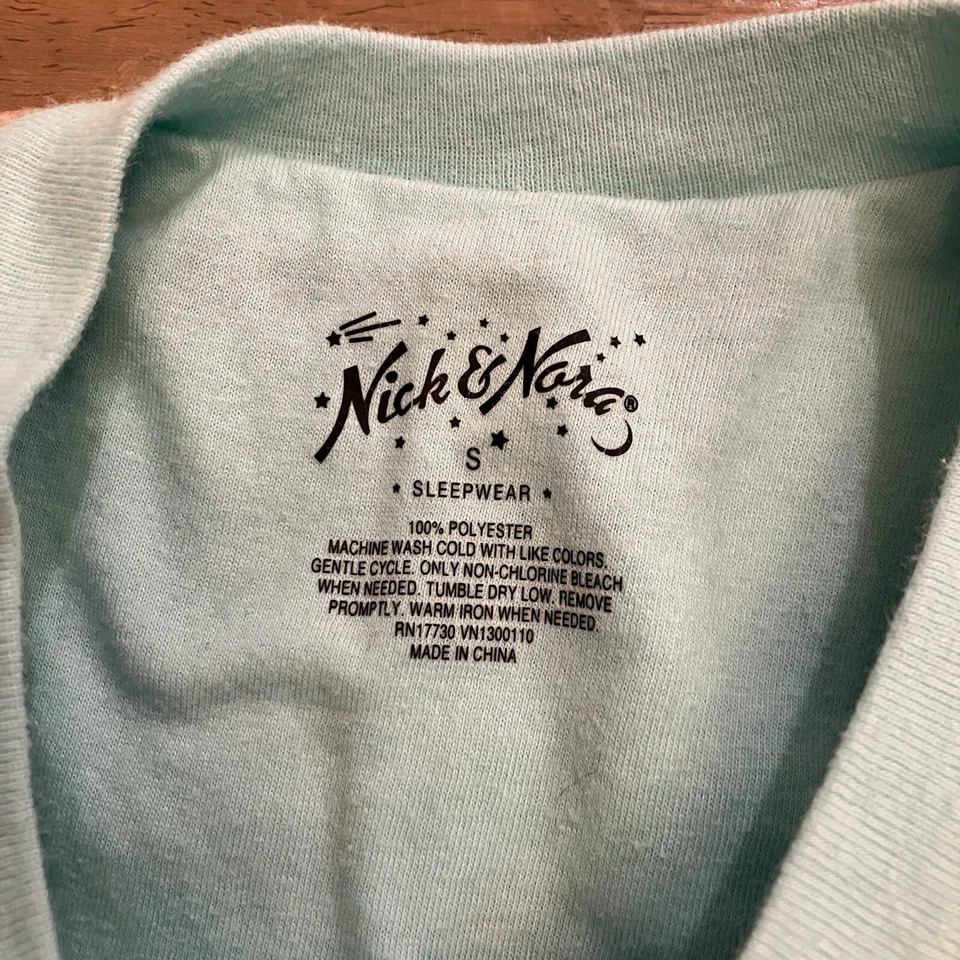 Nick & Nora®
S
★ SLEEPWEAR ★
100% POLYESTER
MACHINE WASH COLD WITH LIKE COLORS.
GENTLE CYCLE. ONLY NON-CHLORINE BLEACH
WHEN NEEDED. TUMBLE DRY LOW. REMOVE
PROMPTLY. WARM IRON WHEN NEEDED.
RN17730 VN1300110
MADE IN CHINA